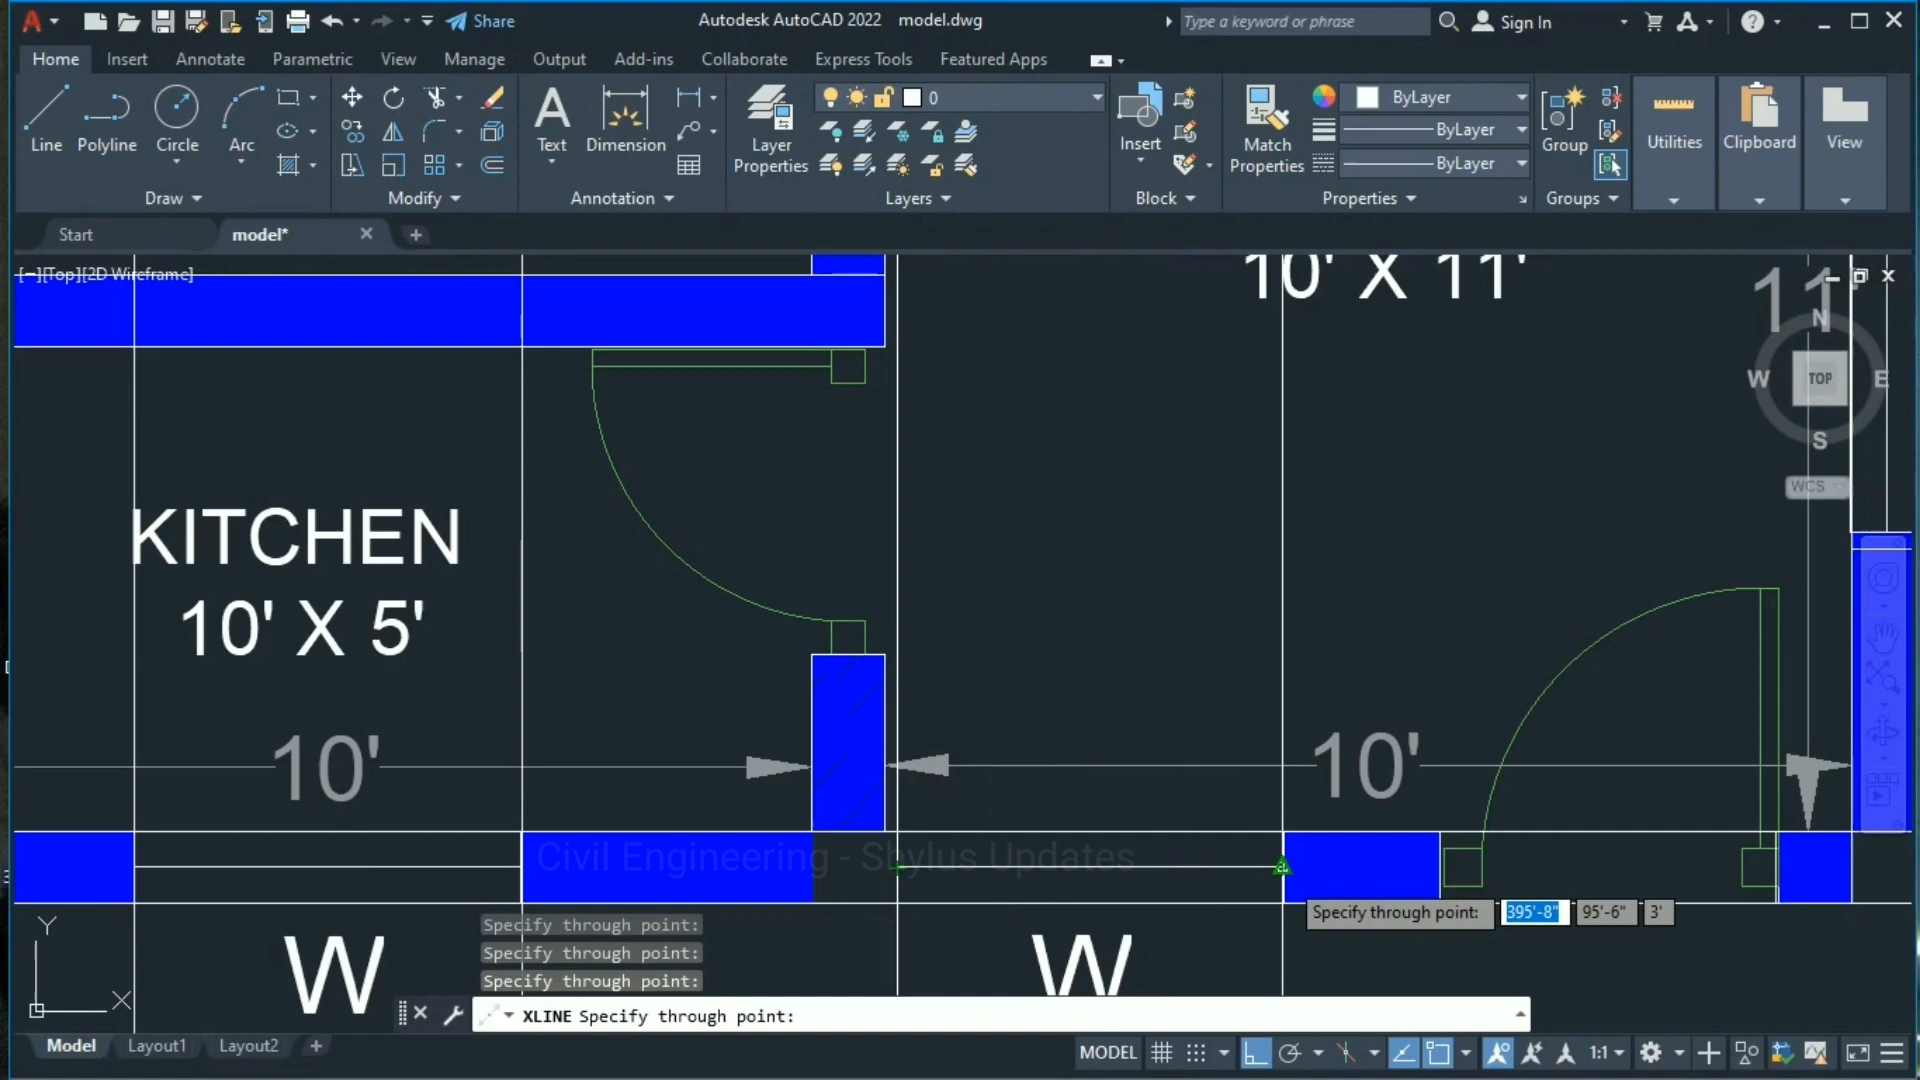 Share
Autodesk AutoCAD 2022 model.dwg
Type a keyword or phrase
Sign In
Home Insert Annotate Parametric View Manage Output Add-ins Collaborate Express Tools Featured Apps
Line Polyline Circle Arc
Text Dimension
Layer Properties
0
Insert
Match Properties
ByLayer
ByLayer
ByLayer
Group
Utilities
Clipboard
View
Draw Modify Annotation Layers Block Properties Groups
Start model*
[−][Top][2D Wireframe]
10' X 11'
11'
N
W TOP E
S
WCS
KITCHEN
10' X 5'
10'
10'
Civil Engineering - Sbylus Updates
Specify through point: 395'-8" 95'-6" 3'
Y
X
W
W
Specify through point:
Specify through point:
Specify through point:
XLINE Specify through point:
Model Layout1 Layout2
MODEL 1:1